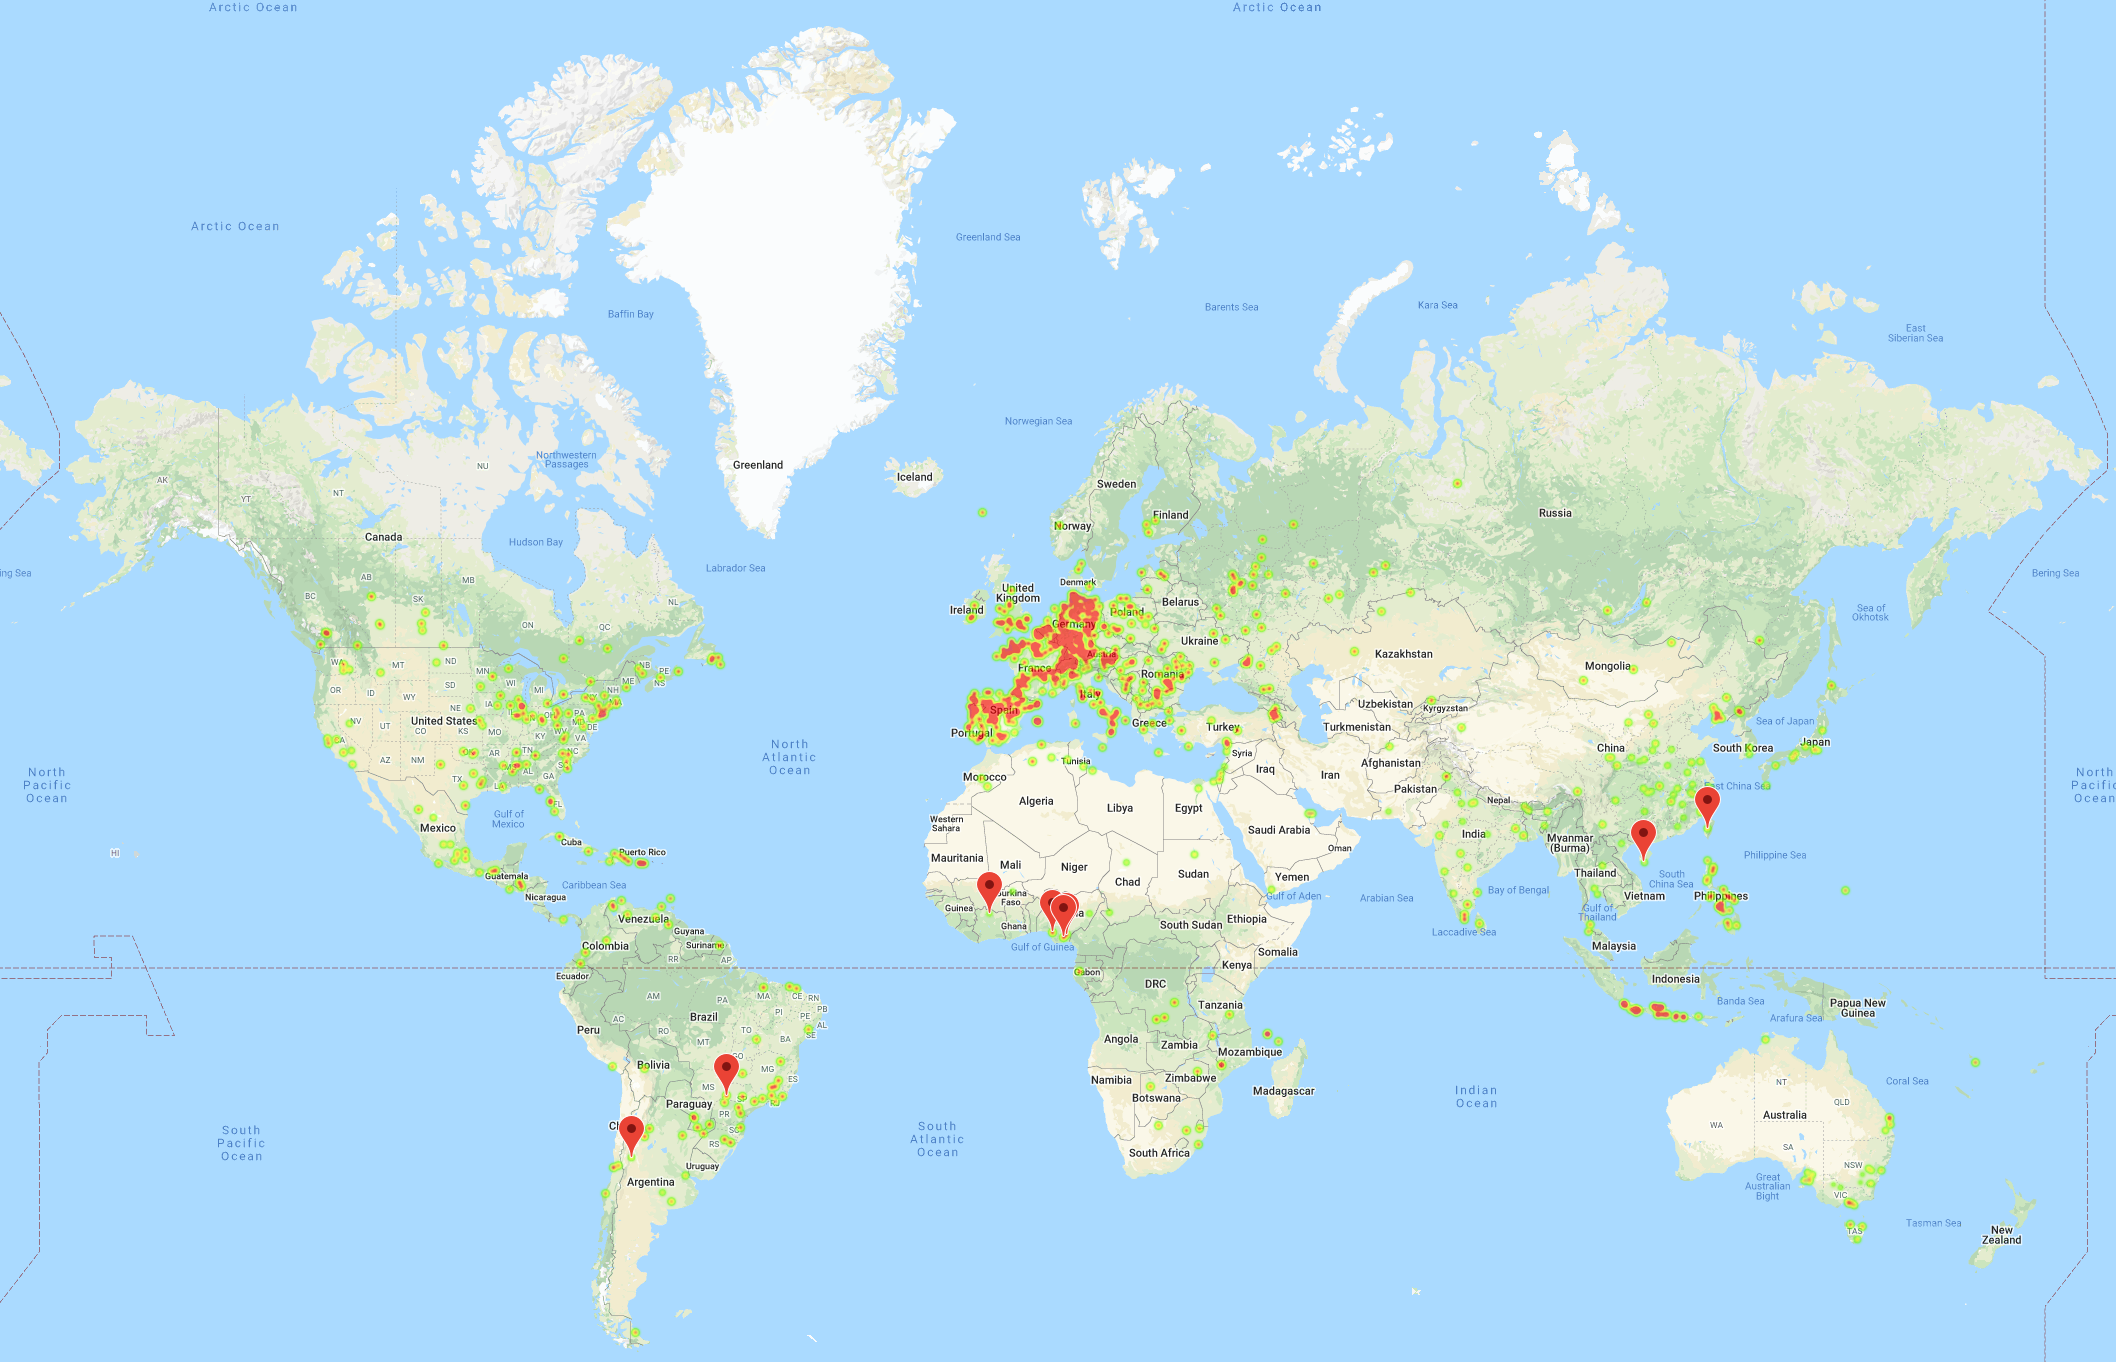 Arctic Ocean
Arctic Ocean
Arctic Ocean
Greenland Sea
Barents Sea
Kara Sea
Baffin Bay
East
Siberian Sea
Norwegian Sea
Northwestern
Passages
NU
Greenland
Iceland
AK
YT
NT
Sweden
Finland
Norway
Russia
Canada
Hudson Bay
Labrador Sea
ing Sea
Bering Sea
AB
MB
SK
BC
NL
Denmark
United
Kingdom
Ireland
Belarus
Poland
Sea of
Okhotsk
ON
QC
Germany
Ukraine
Austria
Kazakhstan
Mongolia
WA
MT
ND
MN
NB
PE
NS
ME
France
Romania
OR
ID
WY
SD
WI
MI
NH
MA
Italy
Spain
Uzbekistan
Kyrgyzstan
NE
IA
PA
NV
UT
United States
CO
KS
MO
KY
WV
VA
MD
DE
Portugal
Greece
Turkey
Turkmenistan
Sea of Japan
Japan
South Korea
China
CA
AZ
NM
OK
AR
TN
NC
SC
MS
AL
GA
TX
LA
FL
North
Atlantic
Ocean
Tunisia
Syria
Iraq
Iran
Afghanistan
Pakistan
Morocco
Algeria
Libya
Egypt
North
Pacific
Ocean
North
Pacific
Ocean
East China Sea
Nepal
Gulf of
Mexico
Western
Sahara
Saudi Arabia
India
Mexico
Cuba
Puerto Rico
HI
Oman
Myanmar
(Burma)
Philippine Sea
Mauritania
Mali
Niger
Chad
Sudan
Yemen
Thailand
South
China Sea
Guatemala
Caribbean Sea
Nicaragua
Burkina
Faso
Gulf of Aden
Arabian Sea
Bay of Bengal
Vietnam
Philippines
Guinea
Ghana
Gulf of
Thailand
Venezuela
Guyana
Suriname
Colombia
South Sudan
Ethiopia
Laccadive Sea
Gulf of Guinea
Malaysia
Somalia
RR
AP
Ecuador
Gabon
Kenya
Indonesia
DRC
AM
PA
MA
CE
RN
PB
PE
AL
SE
PI
Banda Sea
Papua New
Guinea
Tanzania
Peru
AC
Brazil
RO
TO
BA
Arafura Sea
Angola
Zambia
Mozambique
MT
GO
Bolivia
MG
ES
MS
Namibia
Zimbabwe
Botswana
Madagascar
Indian
Ocean
NT
Coral Sea
QLD
Paraguay
SP
RJ
PR
SC
RS
Australia
WA
SA
South
Pacific
Ocean
South
Atlantic
Ocean
South Africa
Uruguay
Argentina
Great
Australian
Bight
NSW
VIC
TAS
Tasman Sea
New
Zealand